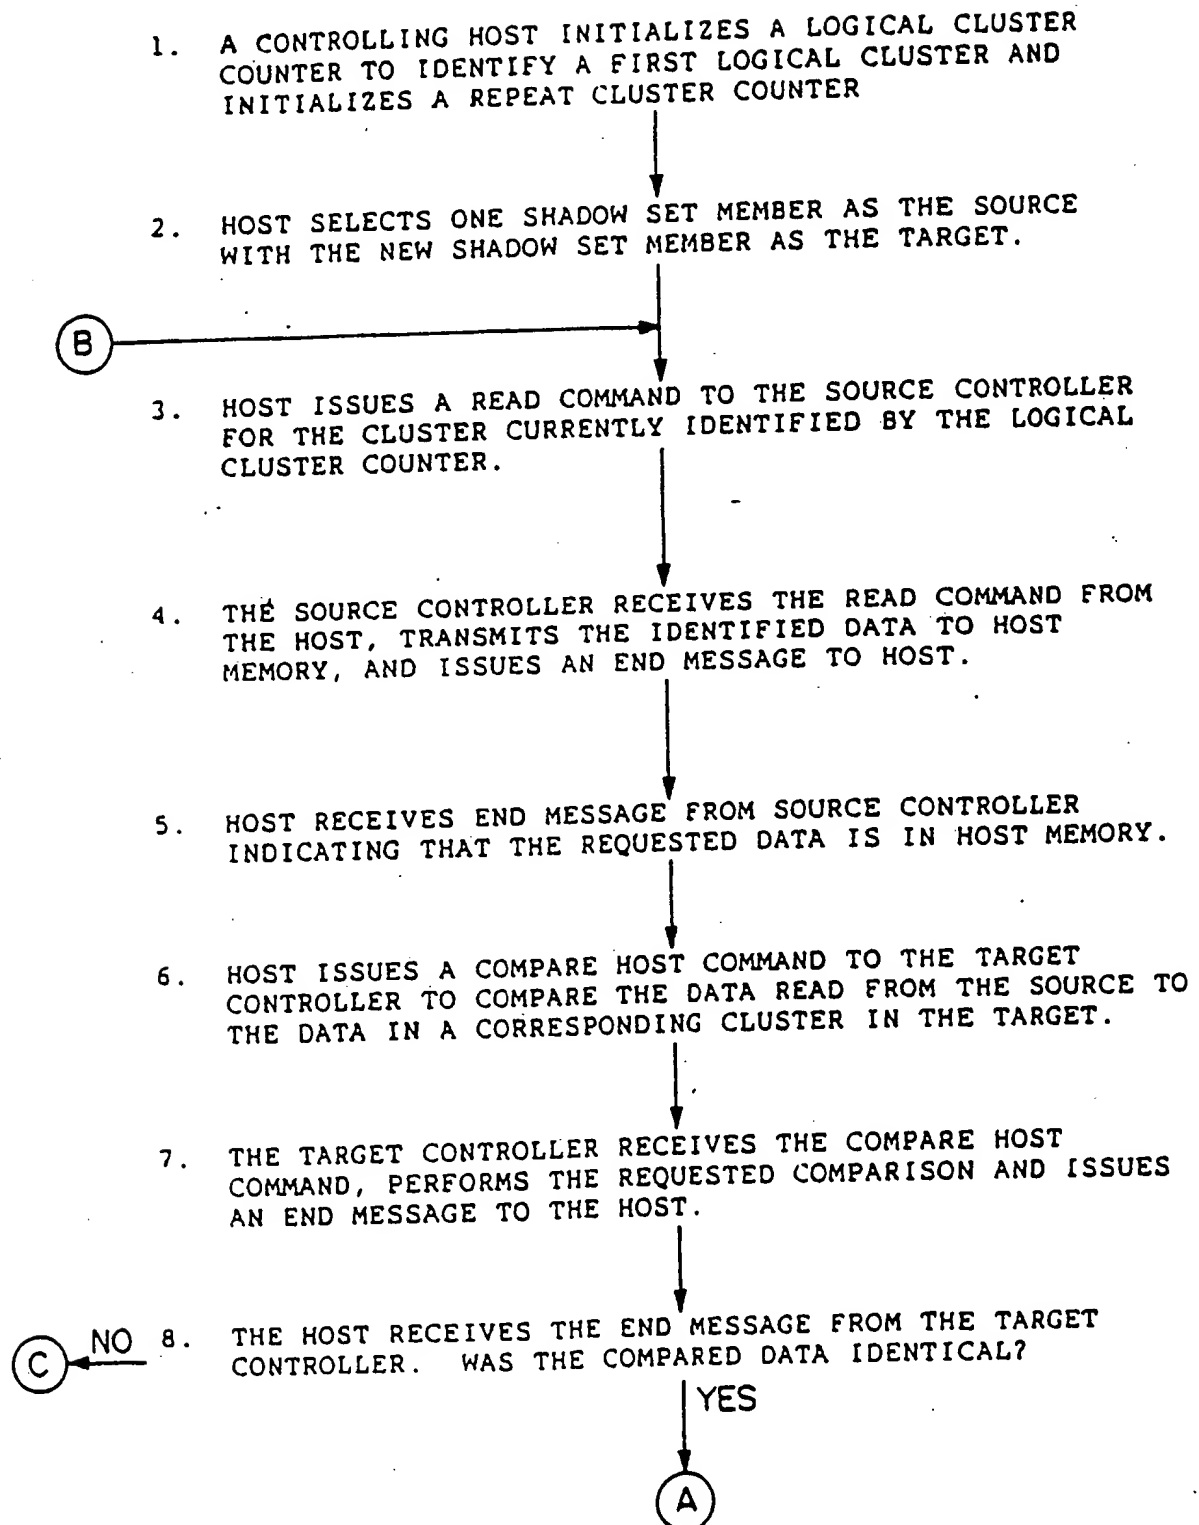 1. A CONTROLLING HOST INITIALIZES A LOGICAL CLUSTER
COUNTER TO IDENTIFY A FIRST LOGICAL CLUSTER AND
INITIALIZES A REPEAT CLUSTER COUNTER
2. HOST SELECTS ONE SHADOW SET MEMBER AS THE SOURCE
WITH THE NEW SHADOW SET MEMBER AS THE TARGET.
B
3. HOST ISSUES A READ COMMAND TO THE SOURCE CONTROLLER
FOR THE CLUSTER CURRENTLY IDENTIFIED BY THE LOGICAL
CLUSTER COUNTER.
4. THE SOURCE CONTROLLER RECEIVES THE READ COMMAND FROM
THE HOST, TRANSMITS THE IDENTIFIED DATA TO HOST
MEMORY, AND ISSUES AN END MESSAGE TO HOST.
5. HOST RECEIVES END MESSAGE FROM SOURCE CONTROLLER
INDICATING THAT THE REQUESTED DATA IS IN HOST MEMORY.
6. HOST ISSUES A COMPARE HOST COMMAND TO THE TARGET
CONTROLLER TO COMPARE THE DATA READ FROM THE SOURCE TO
THE DATA IN A CORRESPONDING CLUSTER IN THE TARGET.
7. THE TARGET CONTROLLER RECEIVES THE COMPARE HOST
COMMAND, PERFORMS THE REQUESTED COMPARISON AND ISSUES
AN END MESSAGE TO THE HOST.
C NO 8. THE HOST RECEIVES THE END MESSAGE FROM THE TARGET
CONTROLLER. WAS THE COMPARED DATA IDENTICAL?
YES
A